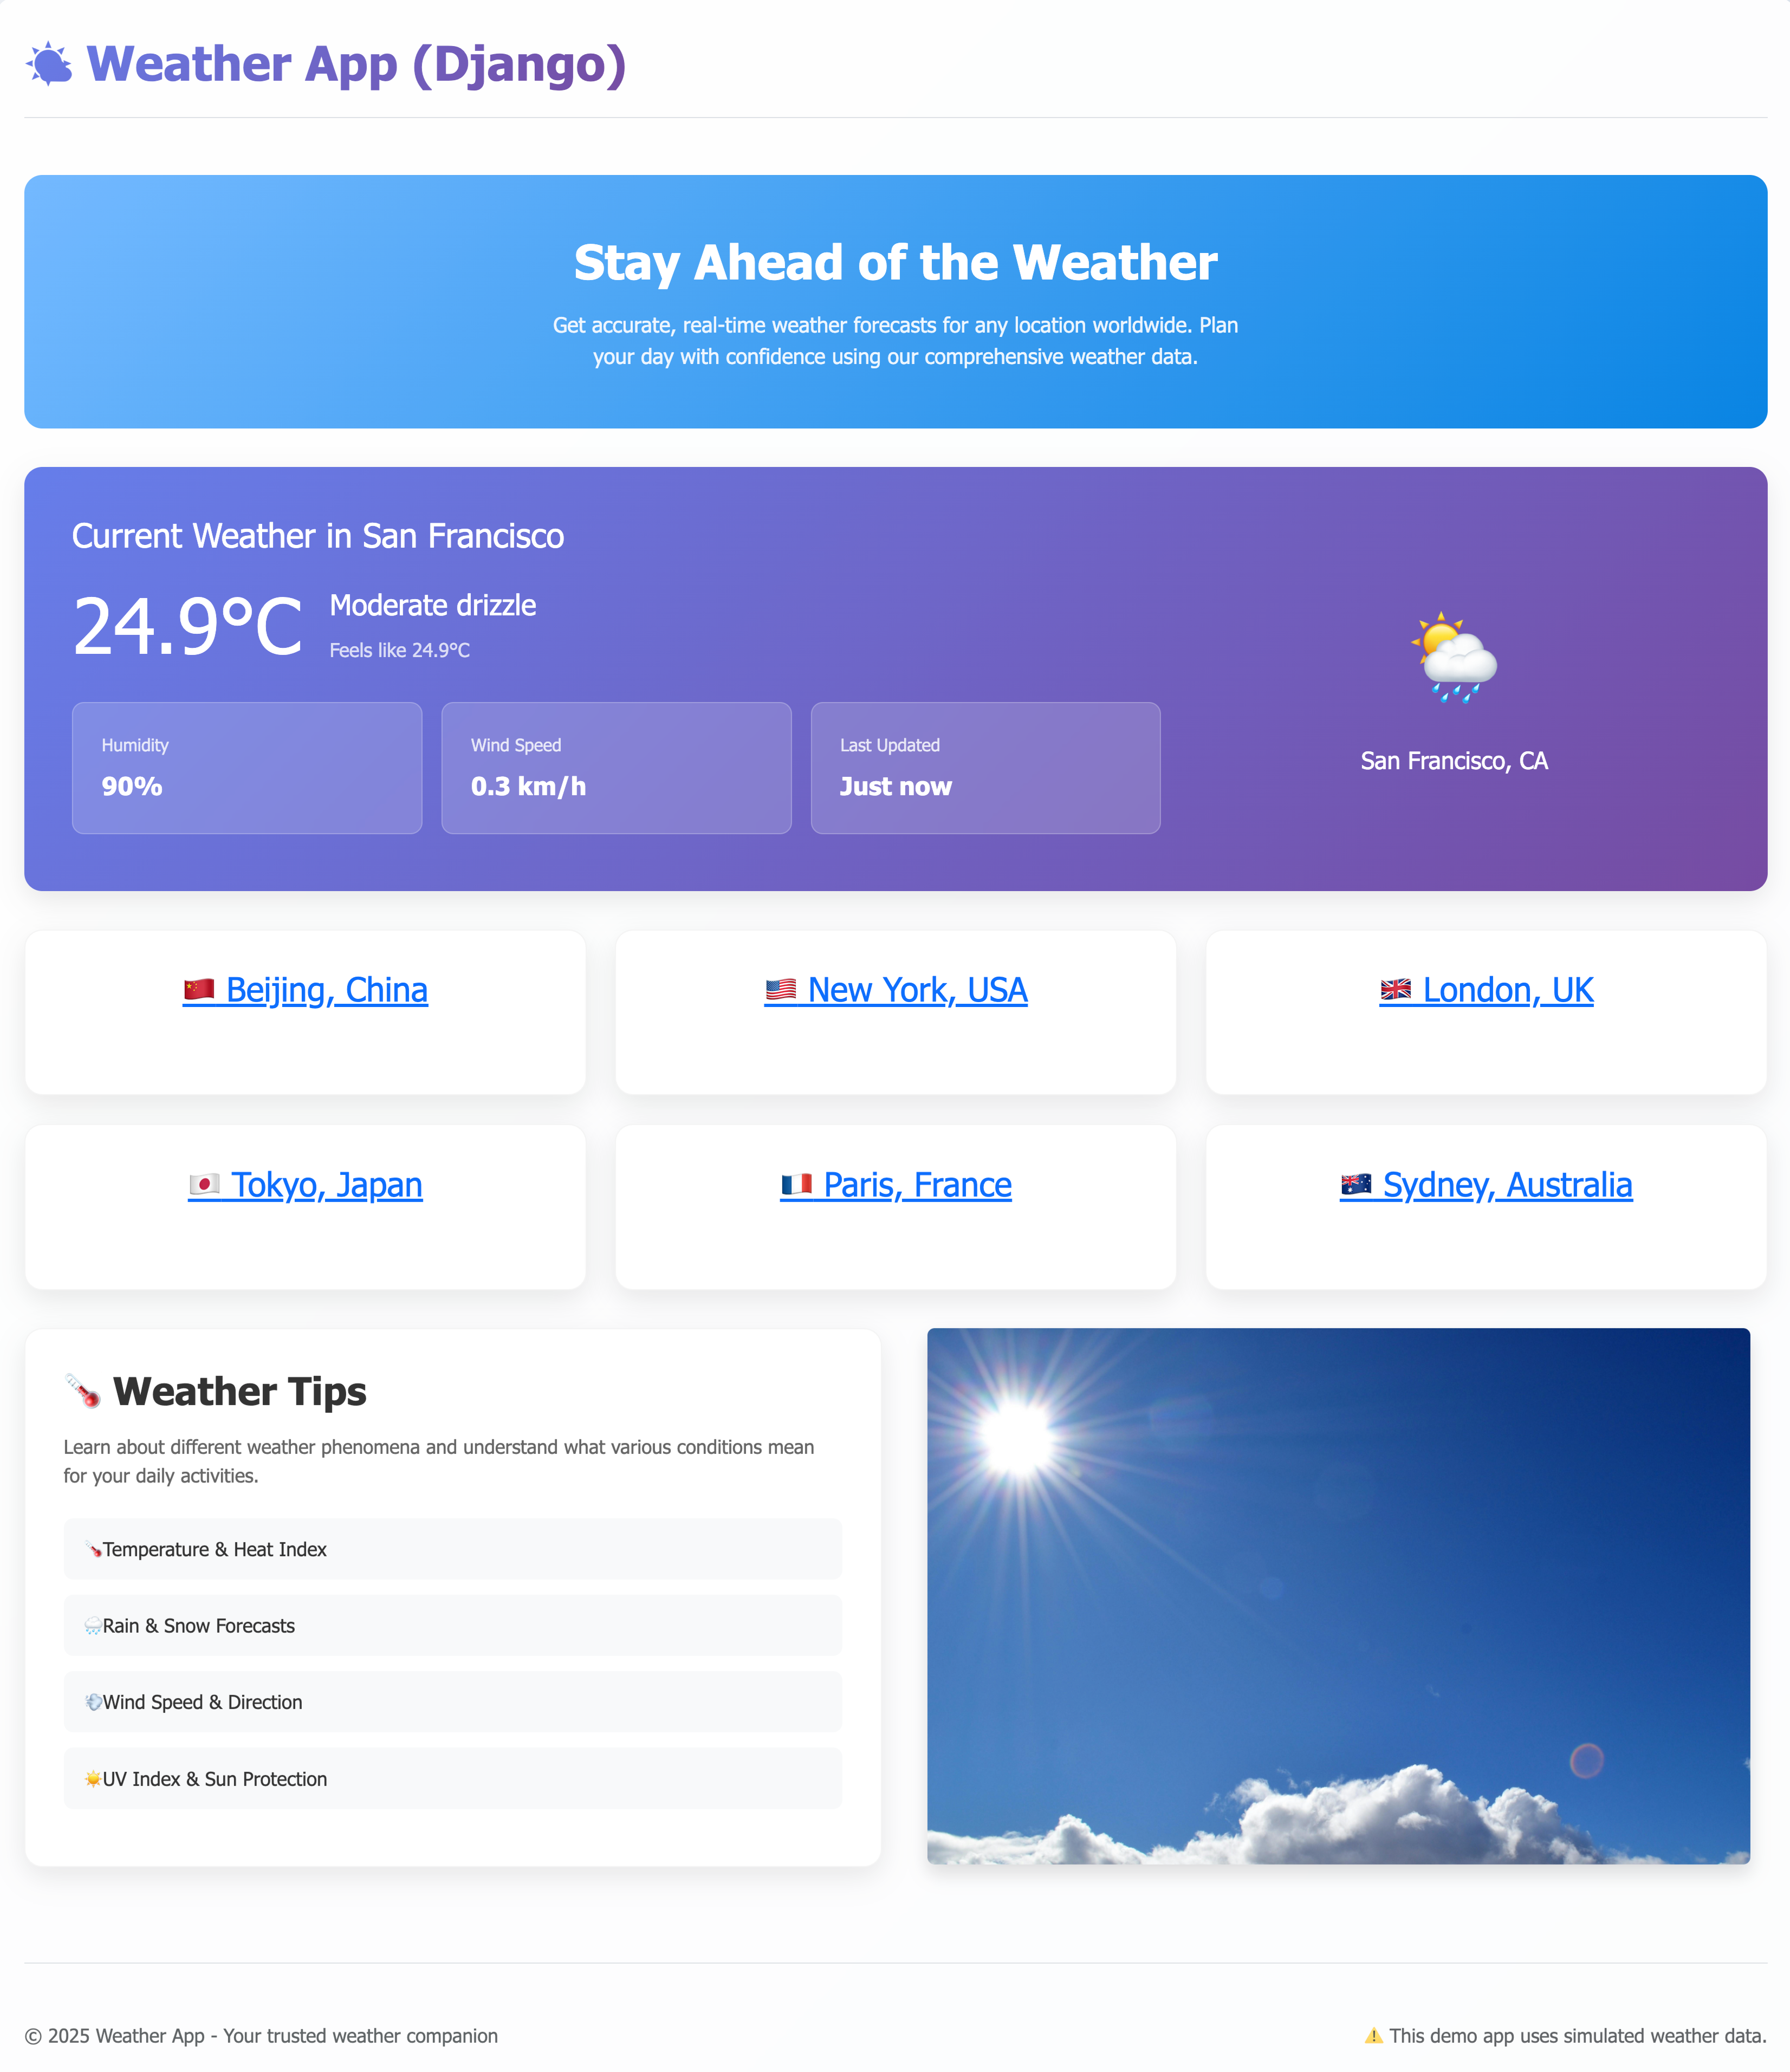 Weather App (Django)
Stay Ahead of the Weather
Get accurate, real-time weather forecasts for any location worldwide. Plan
your day with confidence using our comprehensive weather data.
Current Weather in San Francisco
24.9°C
Moderate drizzle
Feels like 24.9°C
Humidity
90%
Wind Speed
0.3 km/h
Last Updated
Just now
San Francisco, CA
🇨🇳 Beijing, China
🇺🇸 New York, USA
🇬🇧 London, UK
🇯🇵 Tokyo, Japan
🇫🇷 Paris, France
🇦🇺 Sydney, Australia
🌡️ Weather Tips
Learn about different weather phenomena and understand what various conditions mean
for your daily activities.
🌡️Temperature & Heat Index
🌧️Rain & Snow Forecasts
💨Wind Speed & Direction
☀️UV Index & Sun Protection
© 2025 Weather App - Your trusted weather companion
⚠️ This demo app uses simulated weather data.